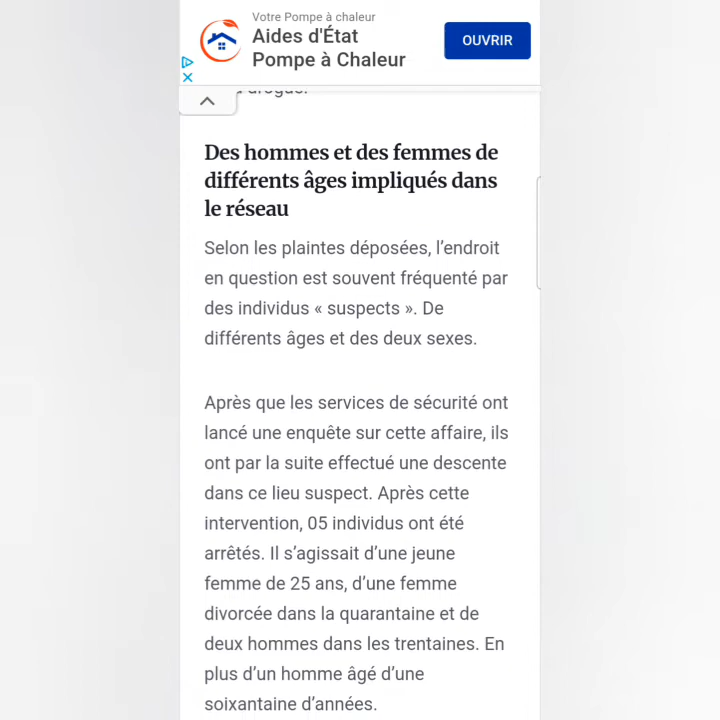 Votre Pompe à chaleur
Aides d'État
Pompe à Chaleur
OUVRIR
drogue.
Des hommes et des femmes de
différents âges impliqués dans
le réseau
Selon les plaintes déposées, l’endroit
en question est souvent fréquenté par
des individus « suspects ». De
différents âges et des deux sexes.
Après que les services de sécurité ont
lancé une enquête sur cette affaire, ils
ont par la suite effectué une descente
dans ce lieu suspect. Après cette
intervention, 05 individus ont été
arrêtés. Il s’agissait d’une jeune
femme de 25 ans, d’une femme
divorcée dans la quarantaine et de
deux hommes dans les trentaines. En
plus d’un homme âgé d’une
soixantaine d’années.